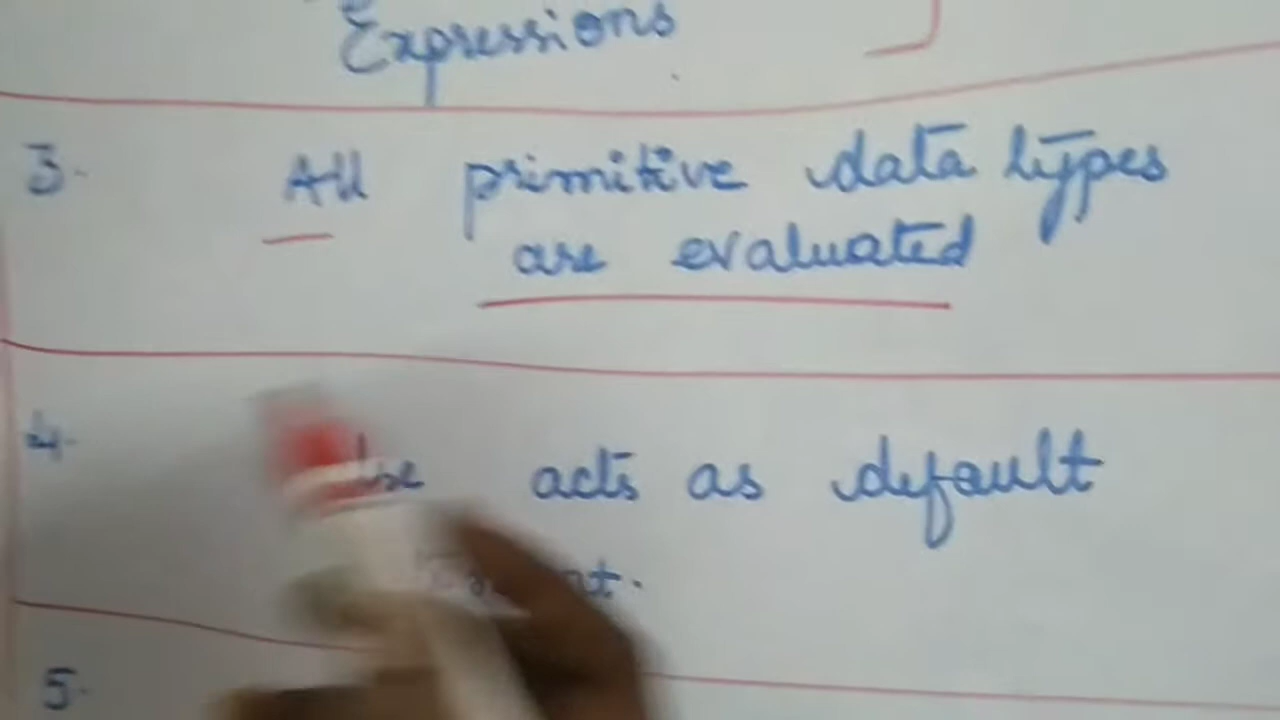 Expressions
3. All primitive data types
are evaluated
4. acts as default
5.